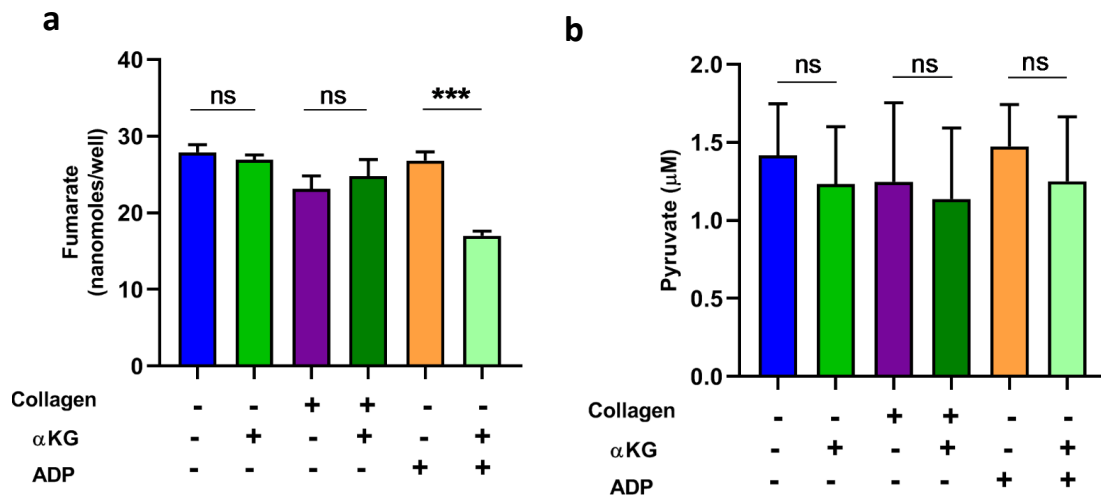 a
40
30
20
10
0
Fumarate
(nanomoles/well)
ns
ns
***
Collagen - - + + - -
αKG - + - + - +
ADP - - - - + +
b
2.0
1.5
1.0
0.5
0.0
Pyruvate (μM)
ns
ns
ns
Collagen - - + + - -
αKG - + - + - +
ADP - - - - + +